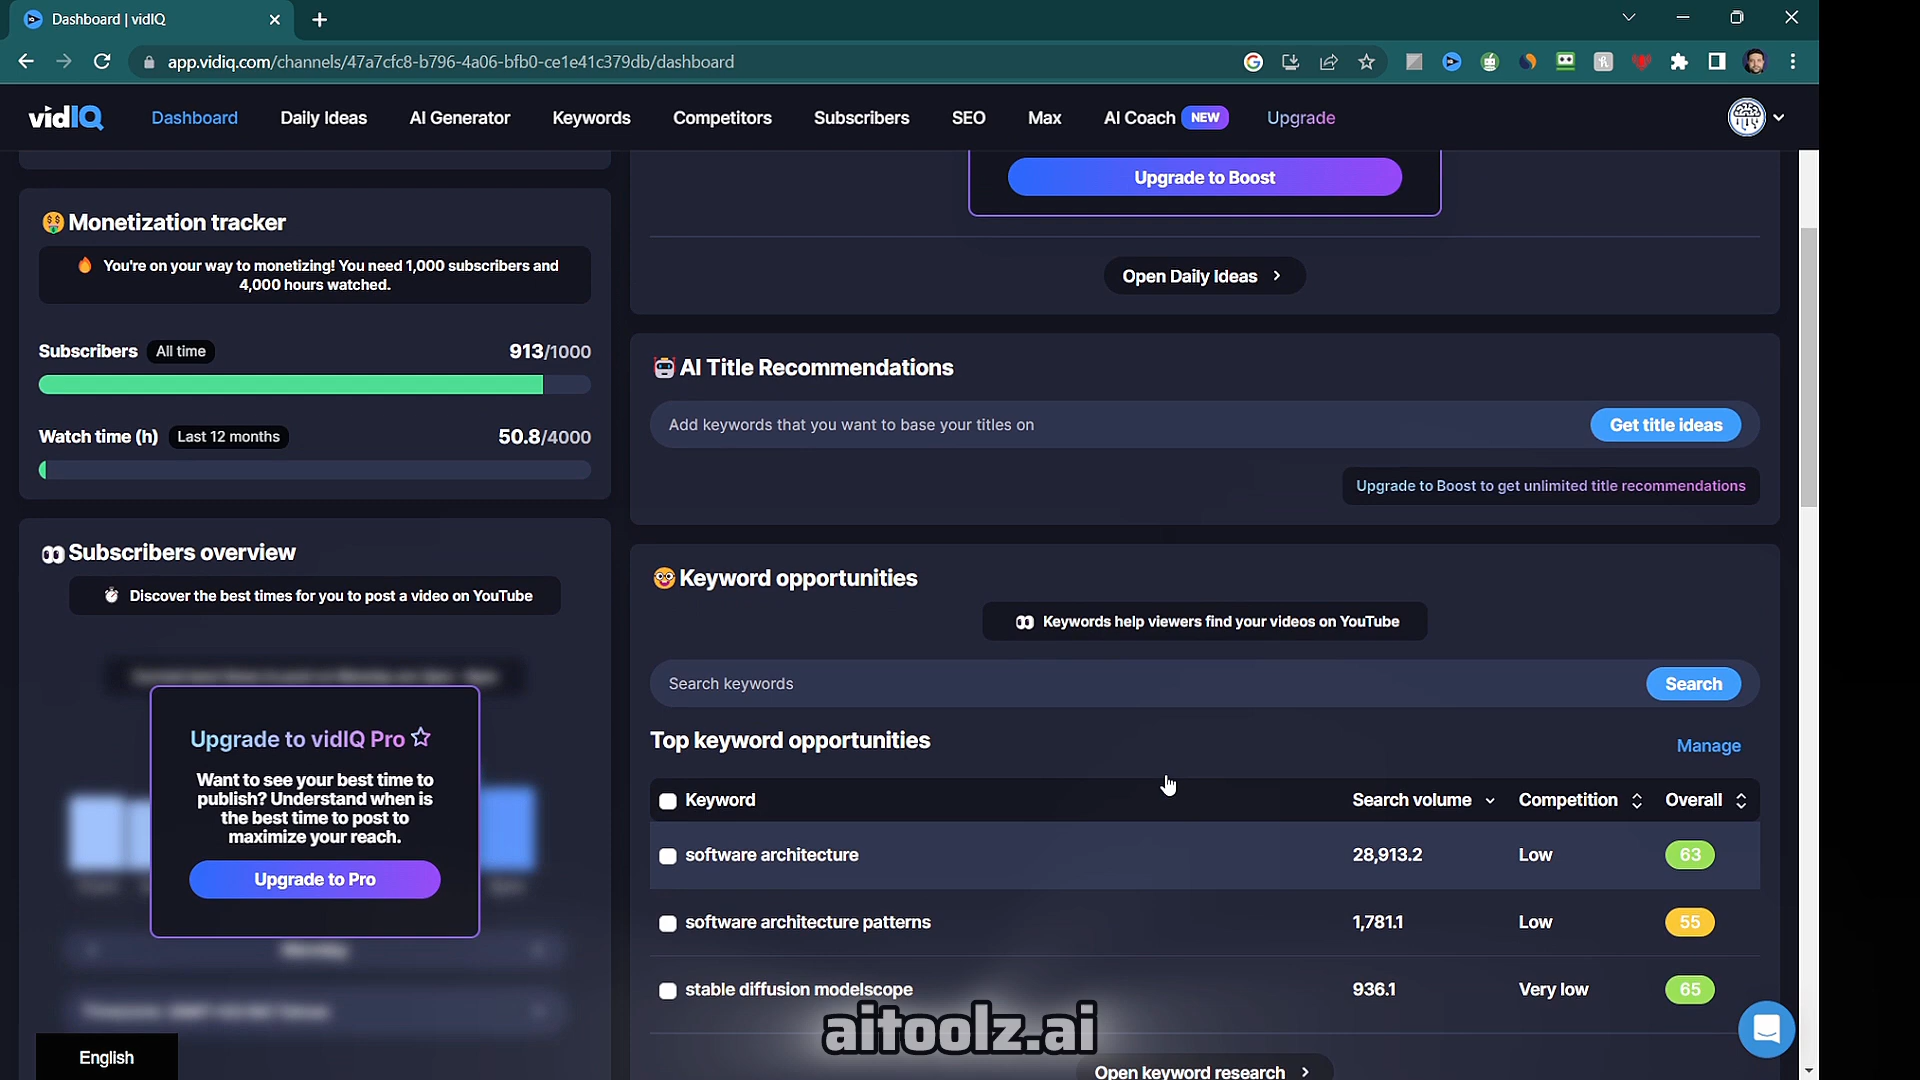 Dashboard | vidIQ
app.vidiq.com/channels/47a7cfc8-b796-4a06-bfb0-ce1e41c379db/dashboard
vidIQ
Dashboard
Daily Ideas
AI Generator
Keywords
Competitors
Subscribers
SEO
Max
AI Coach NEW
Upgrade
Monetization tracker
You're on your way to monetizing! You need 1,000 subscribers and
4,000 hours watched.
Subscribers All time 913/1000
Watch time (h) Last 12 months 50.8/4000
Subscribers overview
Discover the best times for you to post a video on YouTube
Upgrade to vidIQ Pro
Want to see your best time to
publish? Understand when is
the best time to post to
maximize your reach.
Upgrade to Pro
English
Upgrade to Boost
Open Daily Ideas
AI Title Recommendations
Add keywords that you want to base your titles on
Get title ideas
Upgrade to Boost to get unlimited title recommendations
Keyword opportunities
Keywords help viewers find your videos on YouTube
Search keywords
Search
Top keyword opportunities
Manage
Keyword Search volume Competition Overall
software architecture 28,913.2 Low 63
software architecture patterns 1,781.1 Low 55
stable diffusion modelscope 936.1 Very low 65
aitoolz.ai
Open keyword research